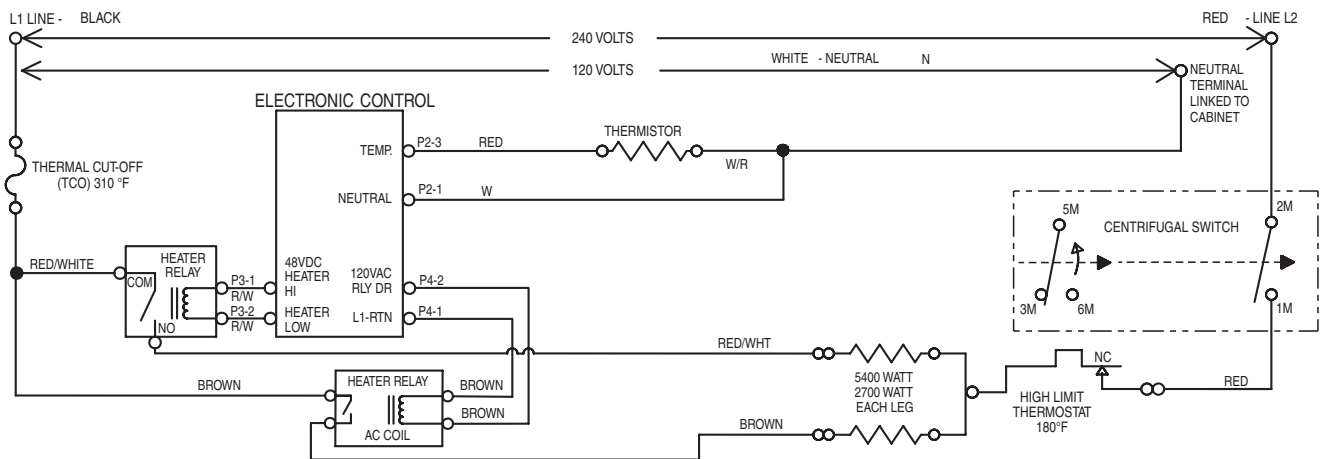 L1 LINE - BLACK
RED - LINE L2
240 VOLTS
WHITE - NEUTRAL N
120 VOLTS
NEUTRAL
TERMINAL
LINKED TO
CABINET
ELECTRONIC CONTROL
THERMAL CUT-OFF
(TCO) 310 °F
TEMP.
P2-3
RED
THERMISTOR
W/R
NEUTRAL
P2-1
W
5M
CENTRIFUGAL SWITCH
2M
3M
6M
1M
RED/WHITE
HEATER
RELAY
COM
NO
P3-1
R/W
P3-2
R/W
48VDC
HEATER
HI
HEATER
LOW
120VAC
RLY DR
P4-2
L1-RTN
P4-1
RED/WHT
5400 WATT
2700 WATT
EACH LEG
NC
HIGH LIMIT
THERMOSTAT
180°F
RED
BROWN
HEATER RELAY
AC COIL
BROWN
BROWN
BROWN